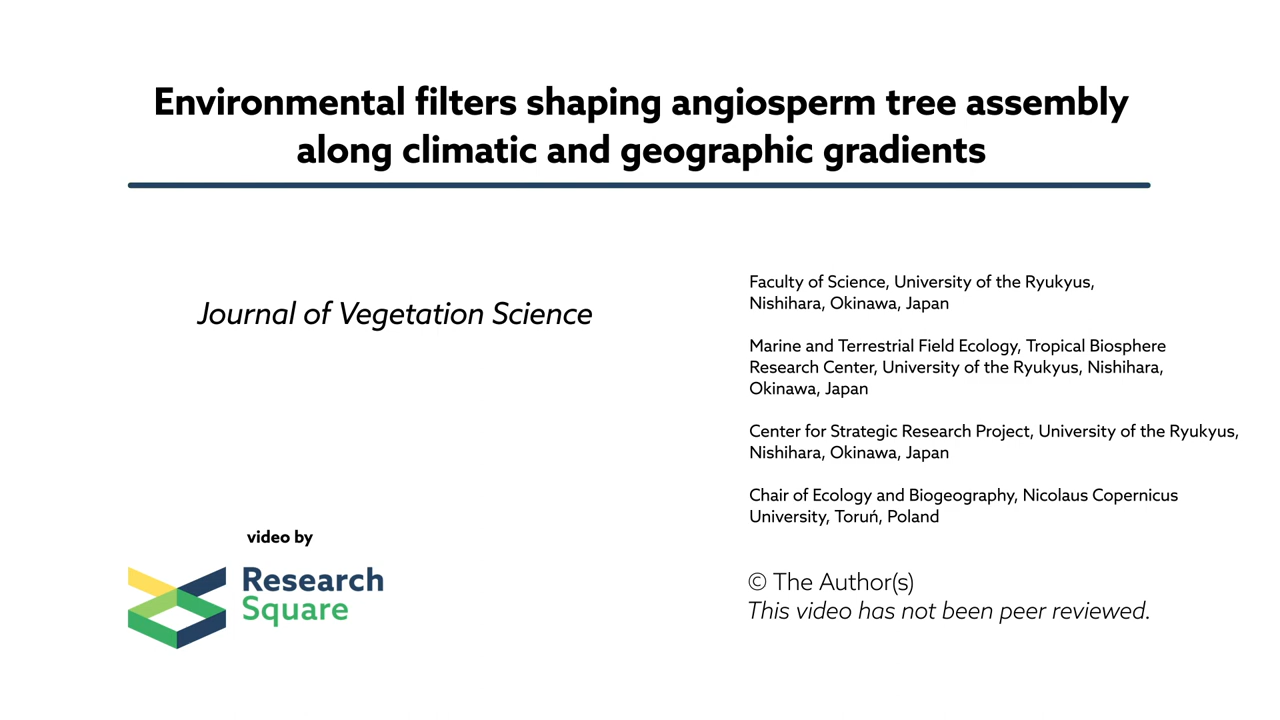 Environmental filters shaping angiosperm tree assembly
along climatic and geographic gradients
Journal of Vegetation Science
Faculty of Science, University of the Ryukyus,
Nishihara, Okinawa, Japan
Marine and Terrestrial Field Ecology, Tropical Biosphere
Research Center, University of the Ryukyus, Nishihara,
Okinawa, Japan
Center for Strategic Research Project, University of the Ryukyus,
Nishihara, Okinawa, Japan
Chair of Ecology and Biogeography, Nicolaus Copernicus
University, Toruń, Poland
video by
Research
Square
© The Author(s)
This video has not been peer reviewed.